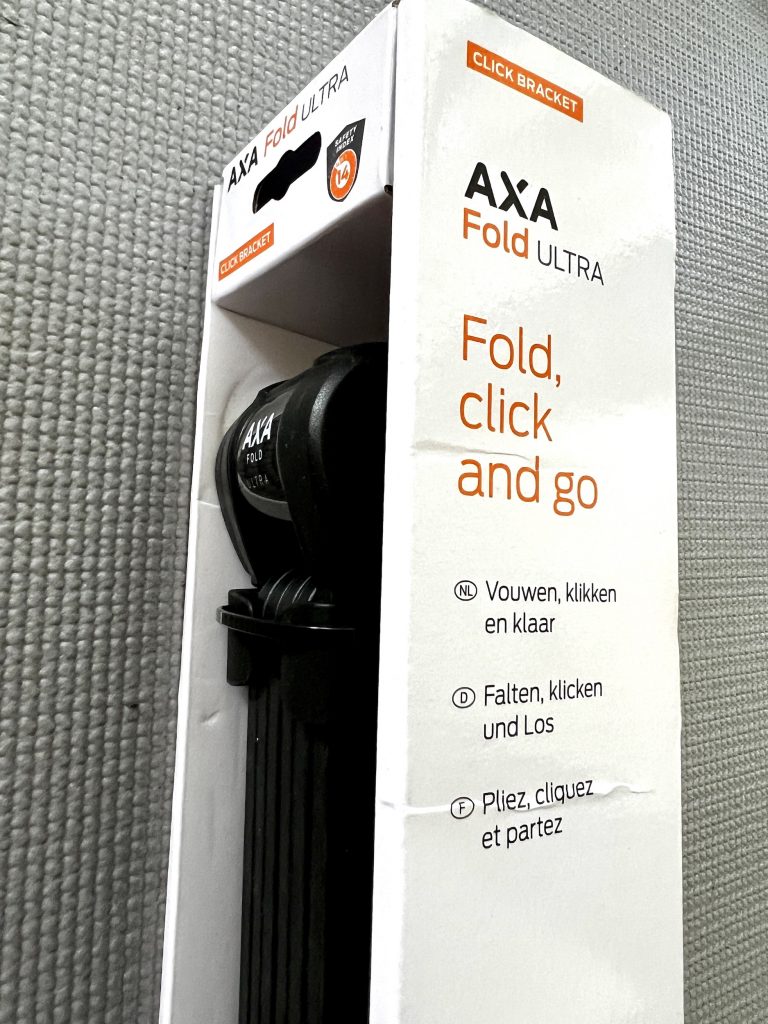 AXA Fold ULTRA
SAFETY
INDEX
14
CLICK BRACKET
AXA
FOLD
ULTRA
CLICK BRACKET
AXA
Fold ULTRA
Fold,
click
and go
NL Vouwen, klikken
en klaar
D Falten, klicken
und Los
F Pliez, cliquez
et partez